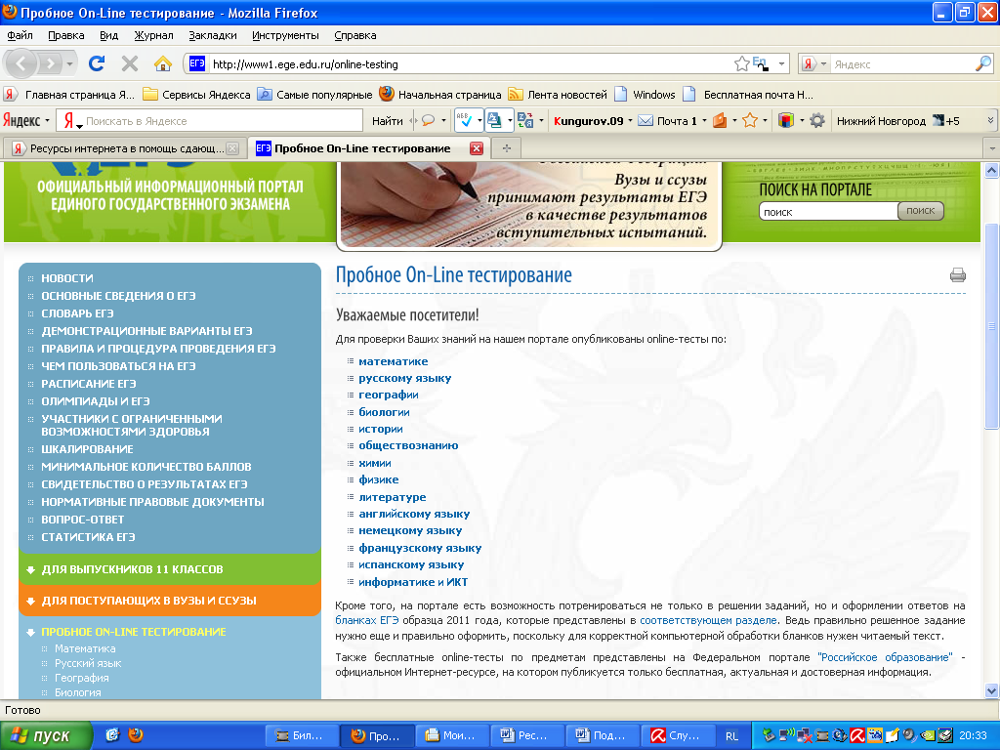 Пробное On-Line тестирование - Mozilla Firefox
Файл Правка Вид Журнал Закладки Инструменты Справка
ЕГЭ http://www1.ege.edu.ru/online-testing Яндекс
Главная страница Я... Сервисы Яндекса Самые популярные Начальная страница Лента новостей Windows Бесплатная почта Н...
Яндекс Поискать в Яндексе Найти Kungurov.09 Почта 1 Нижний Новгород +5
Ресурсы интернета в помощь сдающ... ЕГЭ Пробное On-Line тестирование
ОФИЦИАЛЬНЫЙ ИНФОРМАЦИОННЫЙ ПОРТАЛ
ЕДИНОГО ГОСУДАРСТВЕННОГО ЭКЗАМЕНА
Вузы и ссузы
принимают результаты ЕГЭ
в качестве результатов
вступительных испытаний.
ПОИСК НА ПОРТАЛЕ
поиск поиск
НОВОСТИ
ОСНОВНЫЕ СВЕДЕНИЯ О ЕГЭ
СЛОВАРЬ ЕГЭ
ДЕМОНСТРАЦИОННЫЕ ВАРИАНТЫ ЕГЭ
ПРАВИЛА И ПРОЦЕДУРА ПРОВЕДЕНИЯ ЕГЭ
ЧЕМ ПОЛЬЗОВАТЬСЯ НА ЕГЭ
РАСПИСАНИЕ ЕГЭ
ОЛИМПИАДЫ И ЕГЭ
УЧАСТНИКИ С ОГРАНИЧЕННЫМИ
ВОЗМОЖНОСТЯМИ ЗДОРОВЬЯ
ШКАЛИРОВАНИЕ
МИНИМАЛЬНОЕ КОЛИЧЕСТВО БАЛЛОВ
СВИДЕТЕЛЬСТВО О РЕЗУЛЬТАТАХ ЕГЭ
НОРМАТИВНЫЕ ПРАВОВЫЕ ДОКУМЕНТЫ
ВОПРОС-ОТВЕТ
СТАТИСТИКА ЕГЭ
ДЛЯ ВЫПУСКНИКОВ 11 КЛАССОВ
ДЛЯ ПОСТУПАЮЩИХ В ВУЗЫ И ССУЗЫ
ПРОБНОЕ ON-LINE ТЕСТИРОВАНИЕ
Математика
Русский язык
География
Биология
Пробное On-Line тестирование
Уважаемые посетители!
Для проверки Ваших знаний на нашем портале опубликованы online-тесты по:
математике
русскому языку
географии
биологии
истории
обществознанию
химии
физике
литературе
английскому языку
немецкому языку
французскому языку
испанскому языку
информатике и ИКТ
Кроме того, на портале есть возможность потренироваться не только в решении заданий, но и оформлении ответов на
бланках ЕГЭ образца 2011 года, которые представлены в соответствующем разделе. Ведь правильно решенное задание
нужно еще и правильно оформить, поскольку для корректной компьютерной обработки бланков нужен читаемый текст.
Также бесплатные online-тесты по предметам представлены на Федеральном портале "Российское образование" -
официальном Интернет-ресурсе, на котором публикуется только бесплатная, актуальная и достоверная информация.
Готово
пуск Бил... Про... Мои... Рес... Под... Слу... RL 20:33